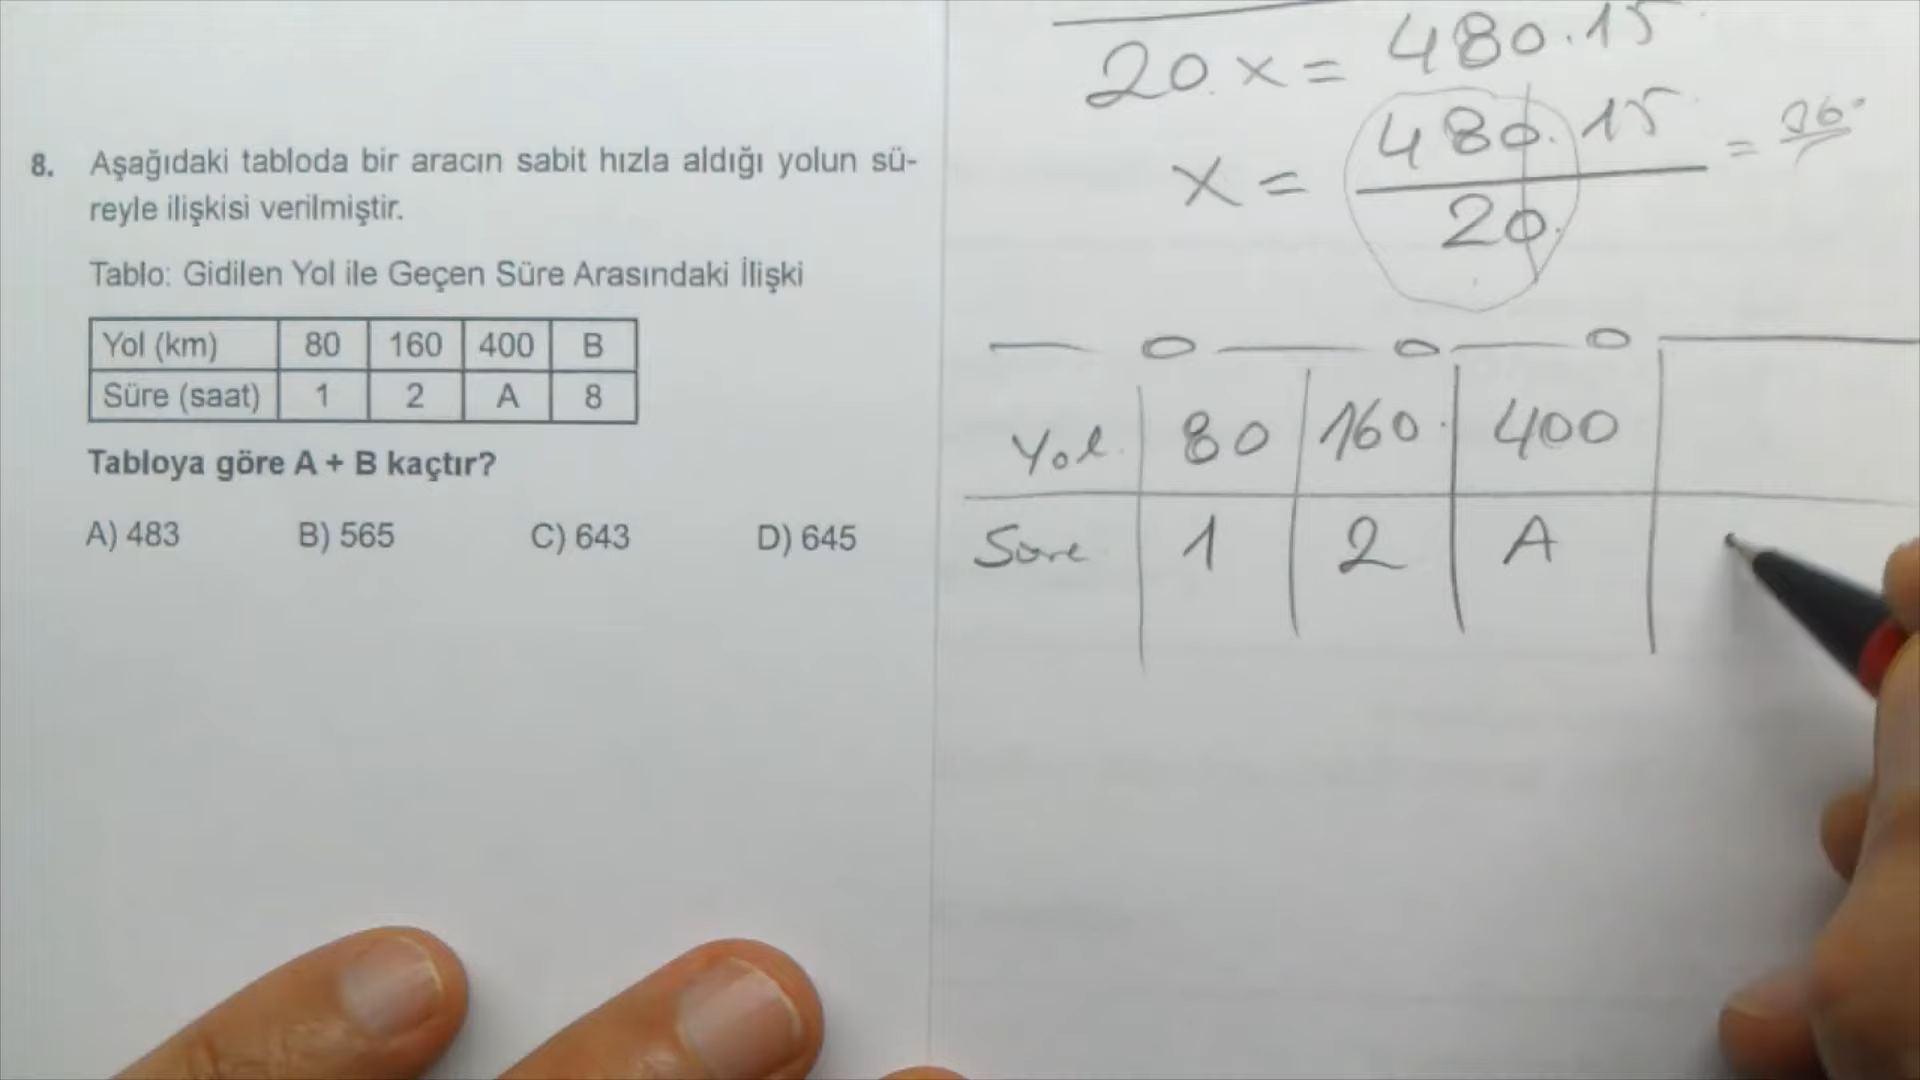 8. Aşağıdaki tabloda bir aracın sabit hızla aldığı yolun sü-
reyle ilişkisi verilmiştir.
Tablo: Gidilen Yol ile Geçen Süre Arasındaki İlişki
Yol (km) 80 160 400 B
Süre (saat) 1 2 A 8
Tabloya göre A + B kaçtır?
A) 483 B) 565 C) 643 D) 645
20.x = 480.15
x = 480.15 / 20 =
Yol 80 160 400
Süre 1 2 A